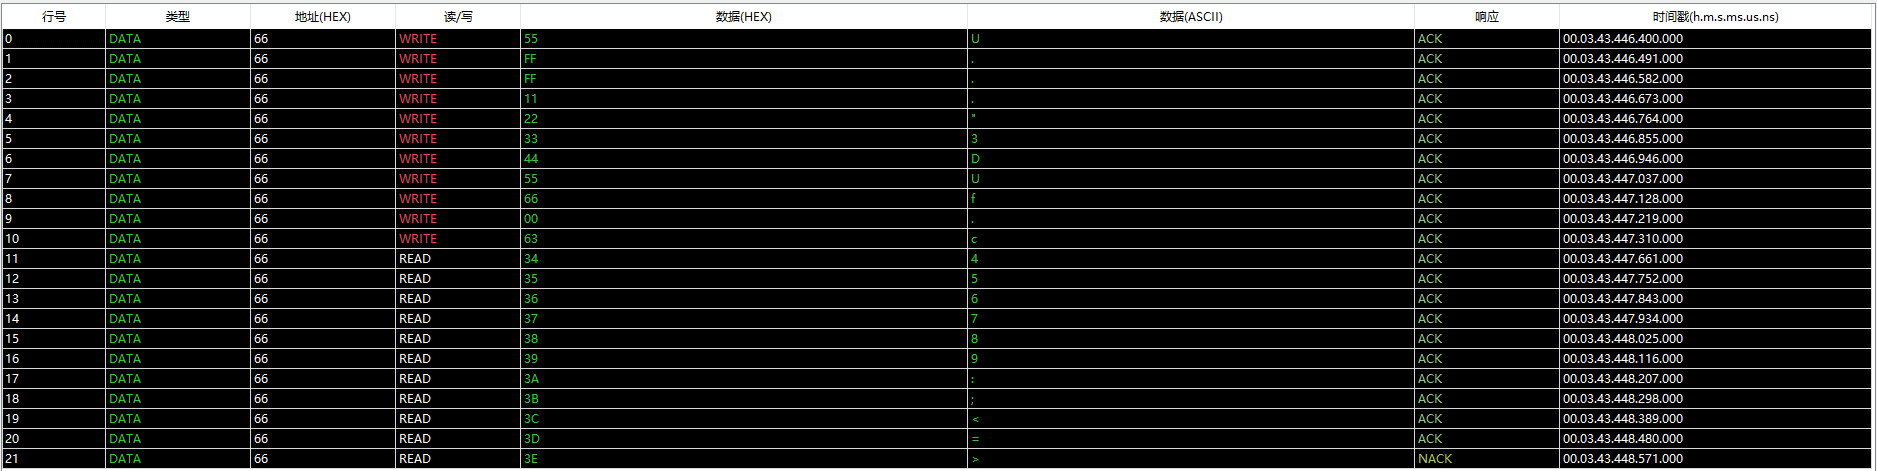 行号 类型 地址(HEX) 读/写 数据(HEX) 数据(ASCII) 响应 时间戳(h.m.s.ms.us.ns)
0 DATA 66 WRITE 55 U ACK 00.03.43.446.400.000
1 DATA 66 WRITE FF . ACK 00.03.43.446.491.000
2 DATA 66 WRITE FF . ACK 00.03.43.446.582.000
3 DATA 66 WRITE 11 . ACK 00.03.43.446.673.000
4 DATA 66 WRITE 22 " ACK 00.03.43.446.764.000
5 DATA 66 WRITE 33 3 ACK 00.03.43.446.855.000
6 DATA 66 WRITE 44 D ACK 00.03.43.446.946.000
7 DATA 66 WRITE 55 U ACK 00.03.43.447.037.000
8 DATA 66 WRITE 66 f ACK 00.03.43.447.128.000
9 DATA 66 WRITE 00 . ACK 00.03.43.447.219.000
10 DATA 66 WRITE 63 c ACK 00.03.43.447.310.000
11 DATA 66 READ 34 4 ACK 00.03.43.447.661.000
12 DATA 66 READ 35 5 ACK 00.03.43.447.752.000
13 DATA 66 READ 36 6 ACK 00.03.43.447.843.000
14 DATA 66 READ 37 7 ACK 00.03.43.447.934.000
15 DATA 66 READ 38 8 ACK 00.03.43.448.025.000
16 DATA 66 READ 39 9 ACK 00.03.43.448.116.000
17 DATA 66 READ 3A : ACK 00.03.43.448.207.000
18 DATA 66 READ 3B ; ACK 00.03.43.448.298.000
19 DATA 66 READ 3C < ACK 00.03.43.448.389.000
20 DATA 66 READ 3D = ACK 00.03.43.448.480.000
21 DATA 66 READ 3E > NACK 00.03.43.448.571.000